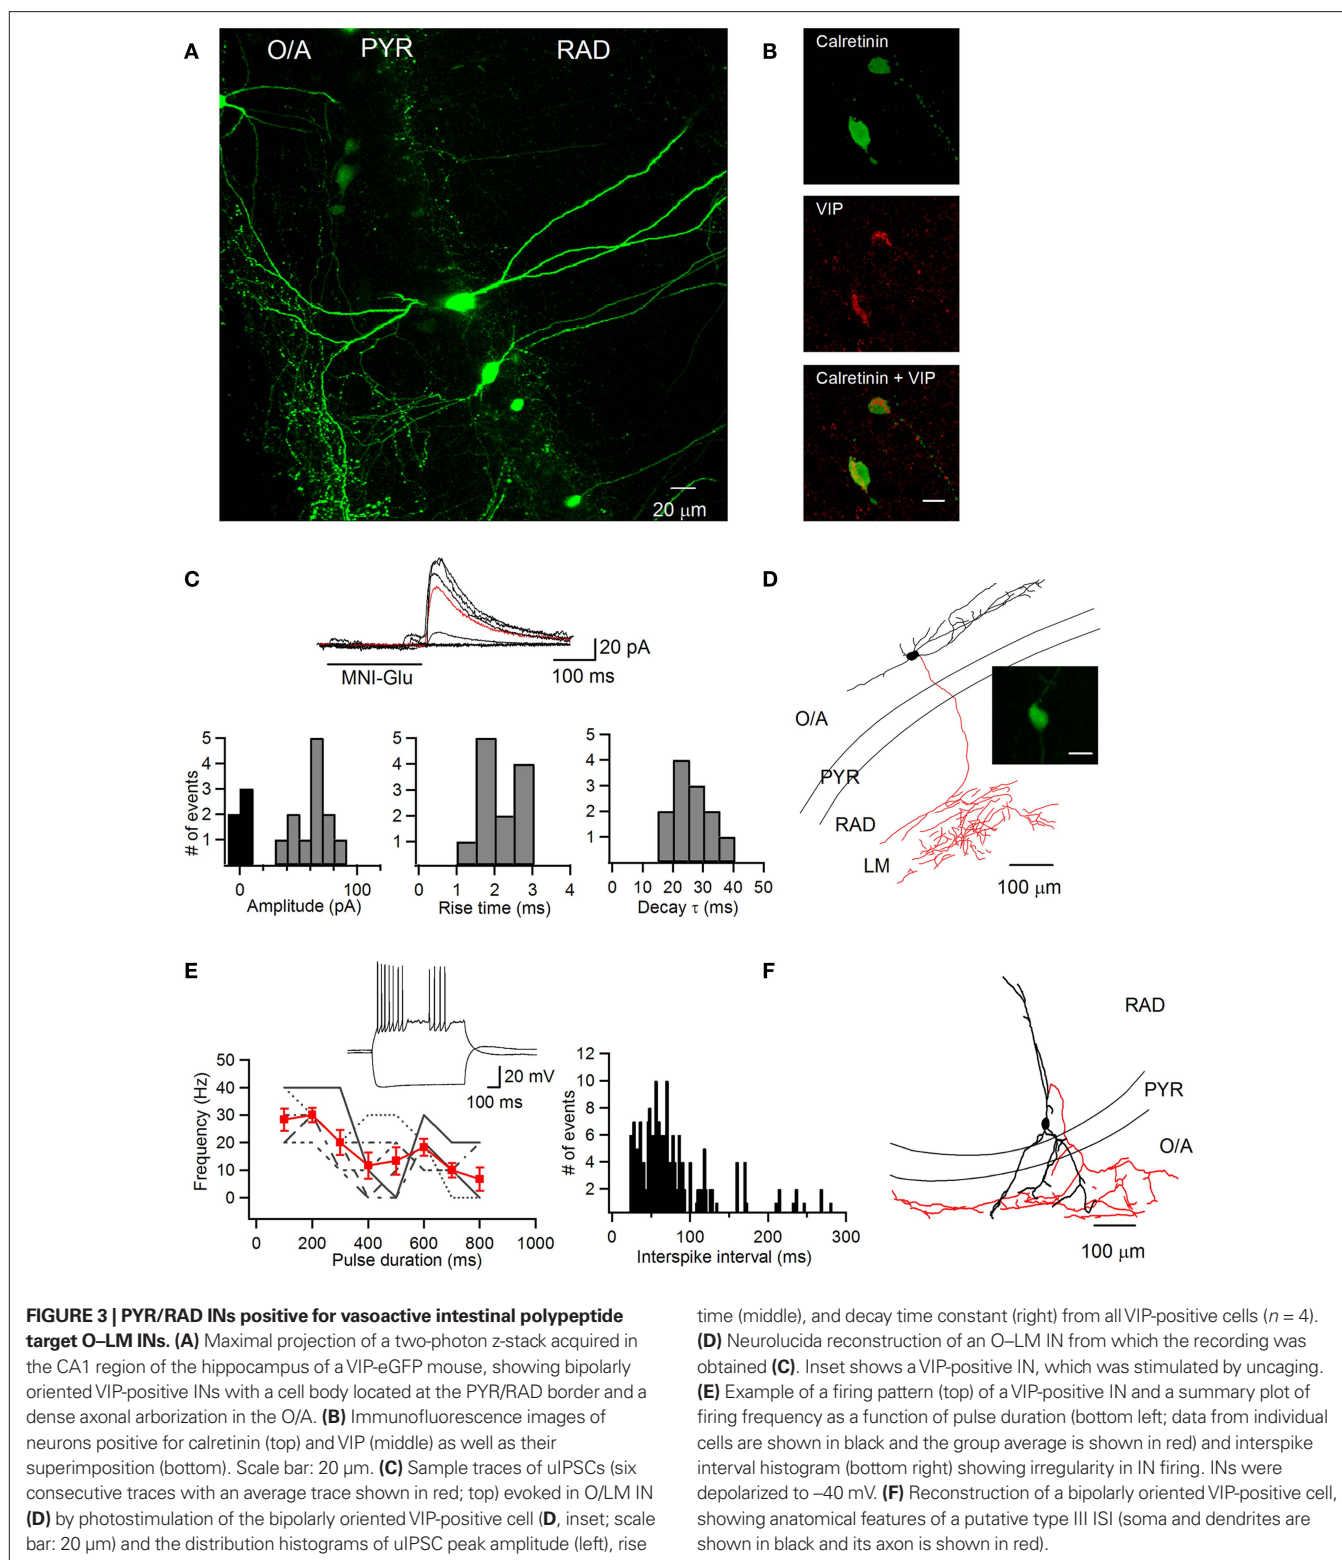 A
O/A PYR RAD
20 µm
B
Calretinin
VIP
Calretinin + VIP
C
20 pA
100 ms
MNI-Glu
# of events
5
4
3
2
1
0 100
Amplitude (pA)
5
4
3
2
1
0 1 2 3 4
Rise time (ms)
5
4
3
2
1
0 10 20 30 40 50
Decay τ (ms)
D
O/A
PYR
RAD
LM
100 µm
E
20 mV
100 ms
Frequency (Hz)
50
40
30
20
10
0
0 200 400 600 800 1000
Pulse duration (ms)
# of events
12
10
8
6
4
2
0 100 200 300
Interspike interval (ms)
F
RAD
PYR
O/A
100 µm
FIGURE 3 | PYR/RAD INs positive for vasoactive intestinal polypeptide
target O–LM INs. (A) Maximal projection of a two-photon z-stack acquired in
the CA1 region of the hippocampus of a VIP-eGFP mouse, showing bipolarly
oriented VIP-positive INs with a cell body located at the PYR/RAD border and a
dense axonal arborization in the O/A. (B) Immunofluorescence images of
neurons positive for calretinin (top) and VIP (middle) as well as their
superimposition (bottom). Scale bar: 20 µm. (C) Sample traces of uIPSCs (six
consecutive traces with an average trace shown in red; top) evoked in O/LM IN
(D) by photostimulation of the bipolarly oriented VIP-positive cell (D, inset; scale
bar: 20 µm) and the distribution histograms of uIPSC peak amplitude (left), rise
time (middle), and decay time constant (right) from all VIP-positive cells (n = 4).
(D) Neurolucida reconstruction of an O–LM IN from which the recording was
obtained (C). Inset shows a VIP-positive IN, which was stimulated by uncaging.
(E) Example of a firing pattern (top) of a VIP-positive IN and a summary plot of
firing frequency as a function of pulse duration (bottom left; data from individual
cells are shown in black and the group average is shown in red) and interspike
interval histogram (bottom right) showing irregularity in IN firing. INs were
depolarized to –40 mV. (F) Reconstruction of a bipolarly oriented VIP-positive cell,
showing anatomical features of a putative type III ISI (soma and dendrites are
shown in black and its axon is shown in red).